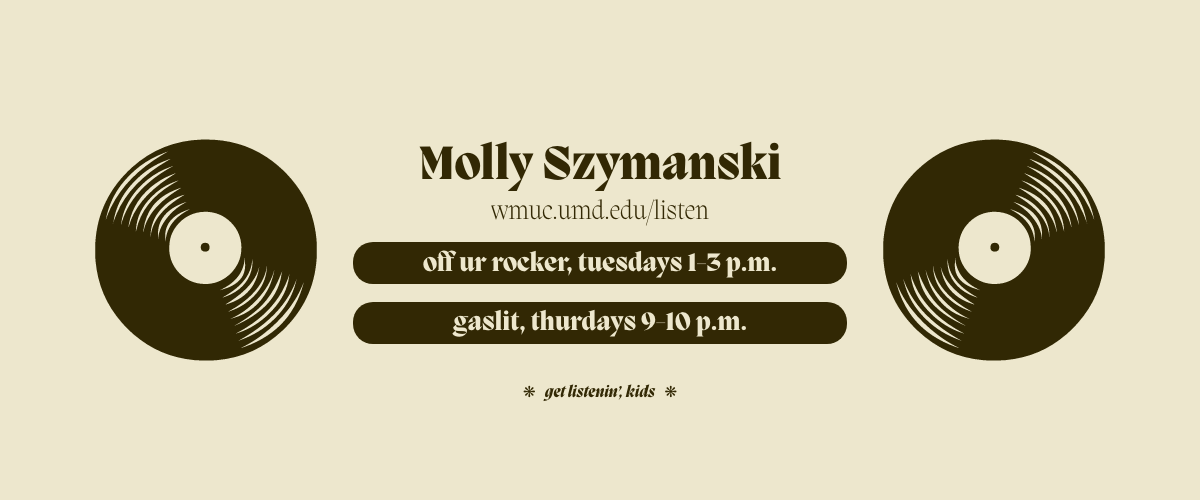 Molly Szymanski
wmuc.umd.edu/listen
off ur rocker, tuesdays 1-3 p.m.
gaslit, thurdays 9-10 p.m.
✻ get listenin', kids ✻